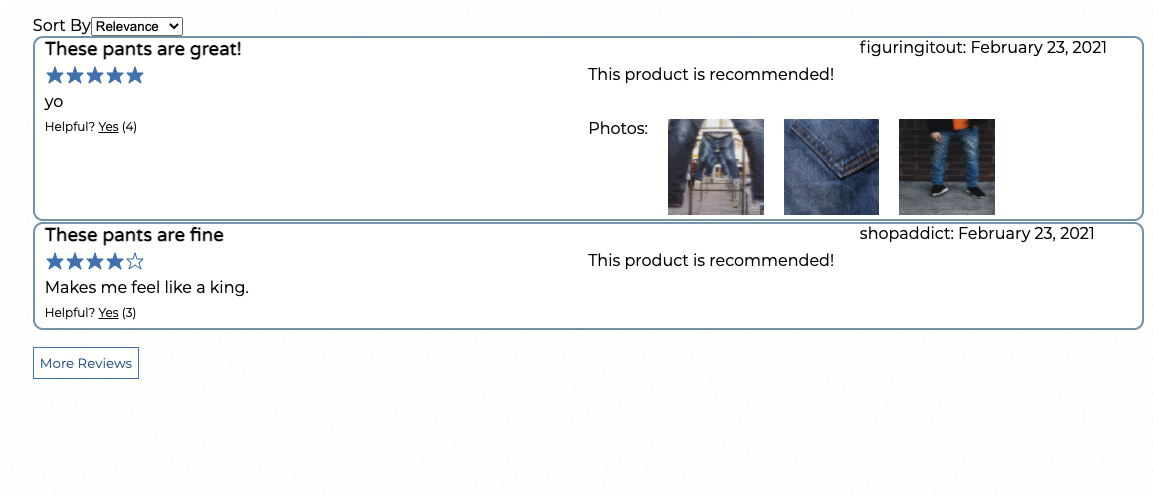 Sort By Relevance
These pants are great!
figuringitout: February 23, 2021
This product is recommended!
yo
Helpful? Yes (4)
Photos:
These pants are fine
shopaddict: February 23, 2021
This product is recommended!
Makes me feel like a king.
Helpful? Yes (3)
More Reviews